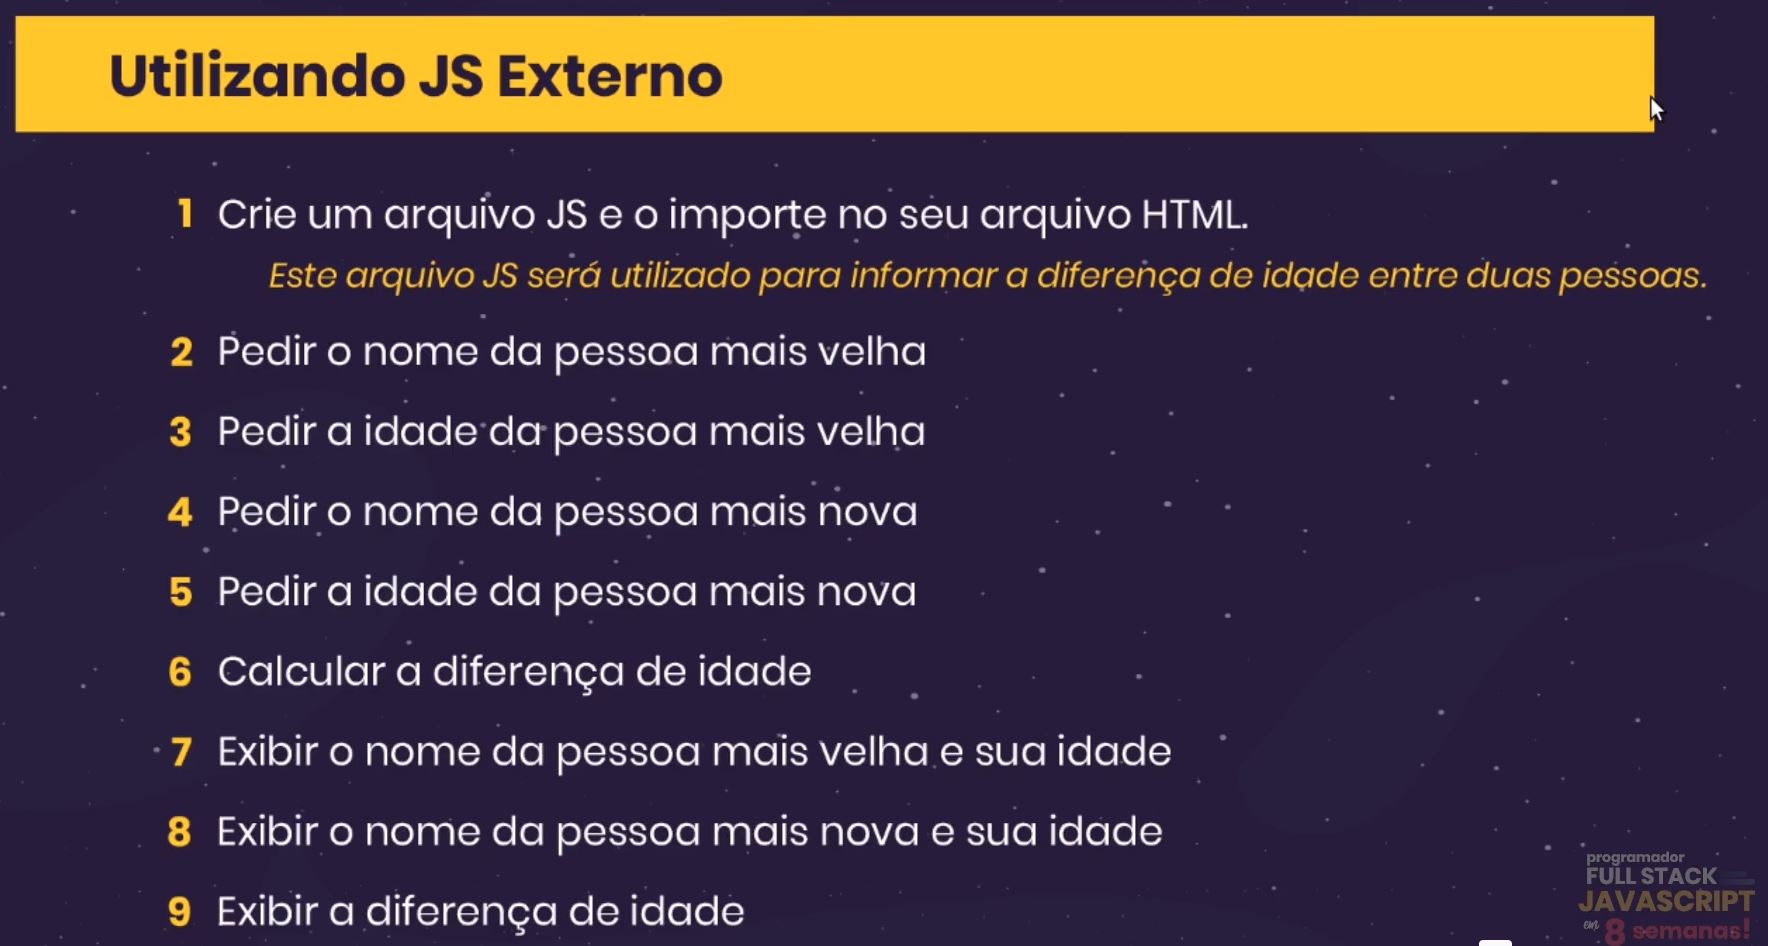 Utilizando JS Externo
1 Crie um arquivo JS e o importe no seu arquivo HTML.
Este arquivo JS será utilizado para informar a diferença de idade entre duas pessoas.
2 Pedir o nome da pessoa mais velha
3 Pedir a idade da pessoa mais velha
4 Pedir o nome da pessoa mais nova
5 Pedir a idade da pessoa mais nova
6 Calcular a diferença de idade
7 Exibir o nome da pessoa mais velha e sua idade
8 Exibir o nome da pessoa mais nova e sua idade
9 Exibir a diferença de idade
programador
FULL STACK
JAVASCRIPT
em 8 semanas!